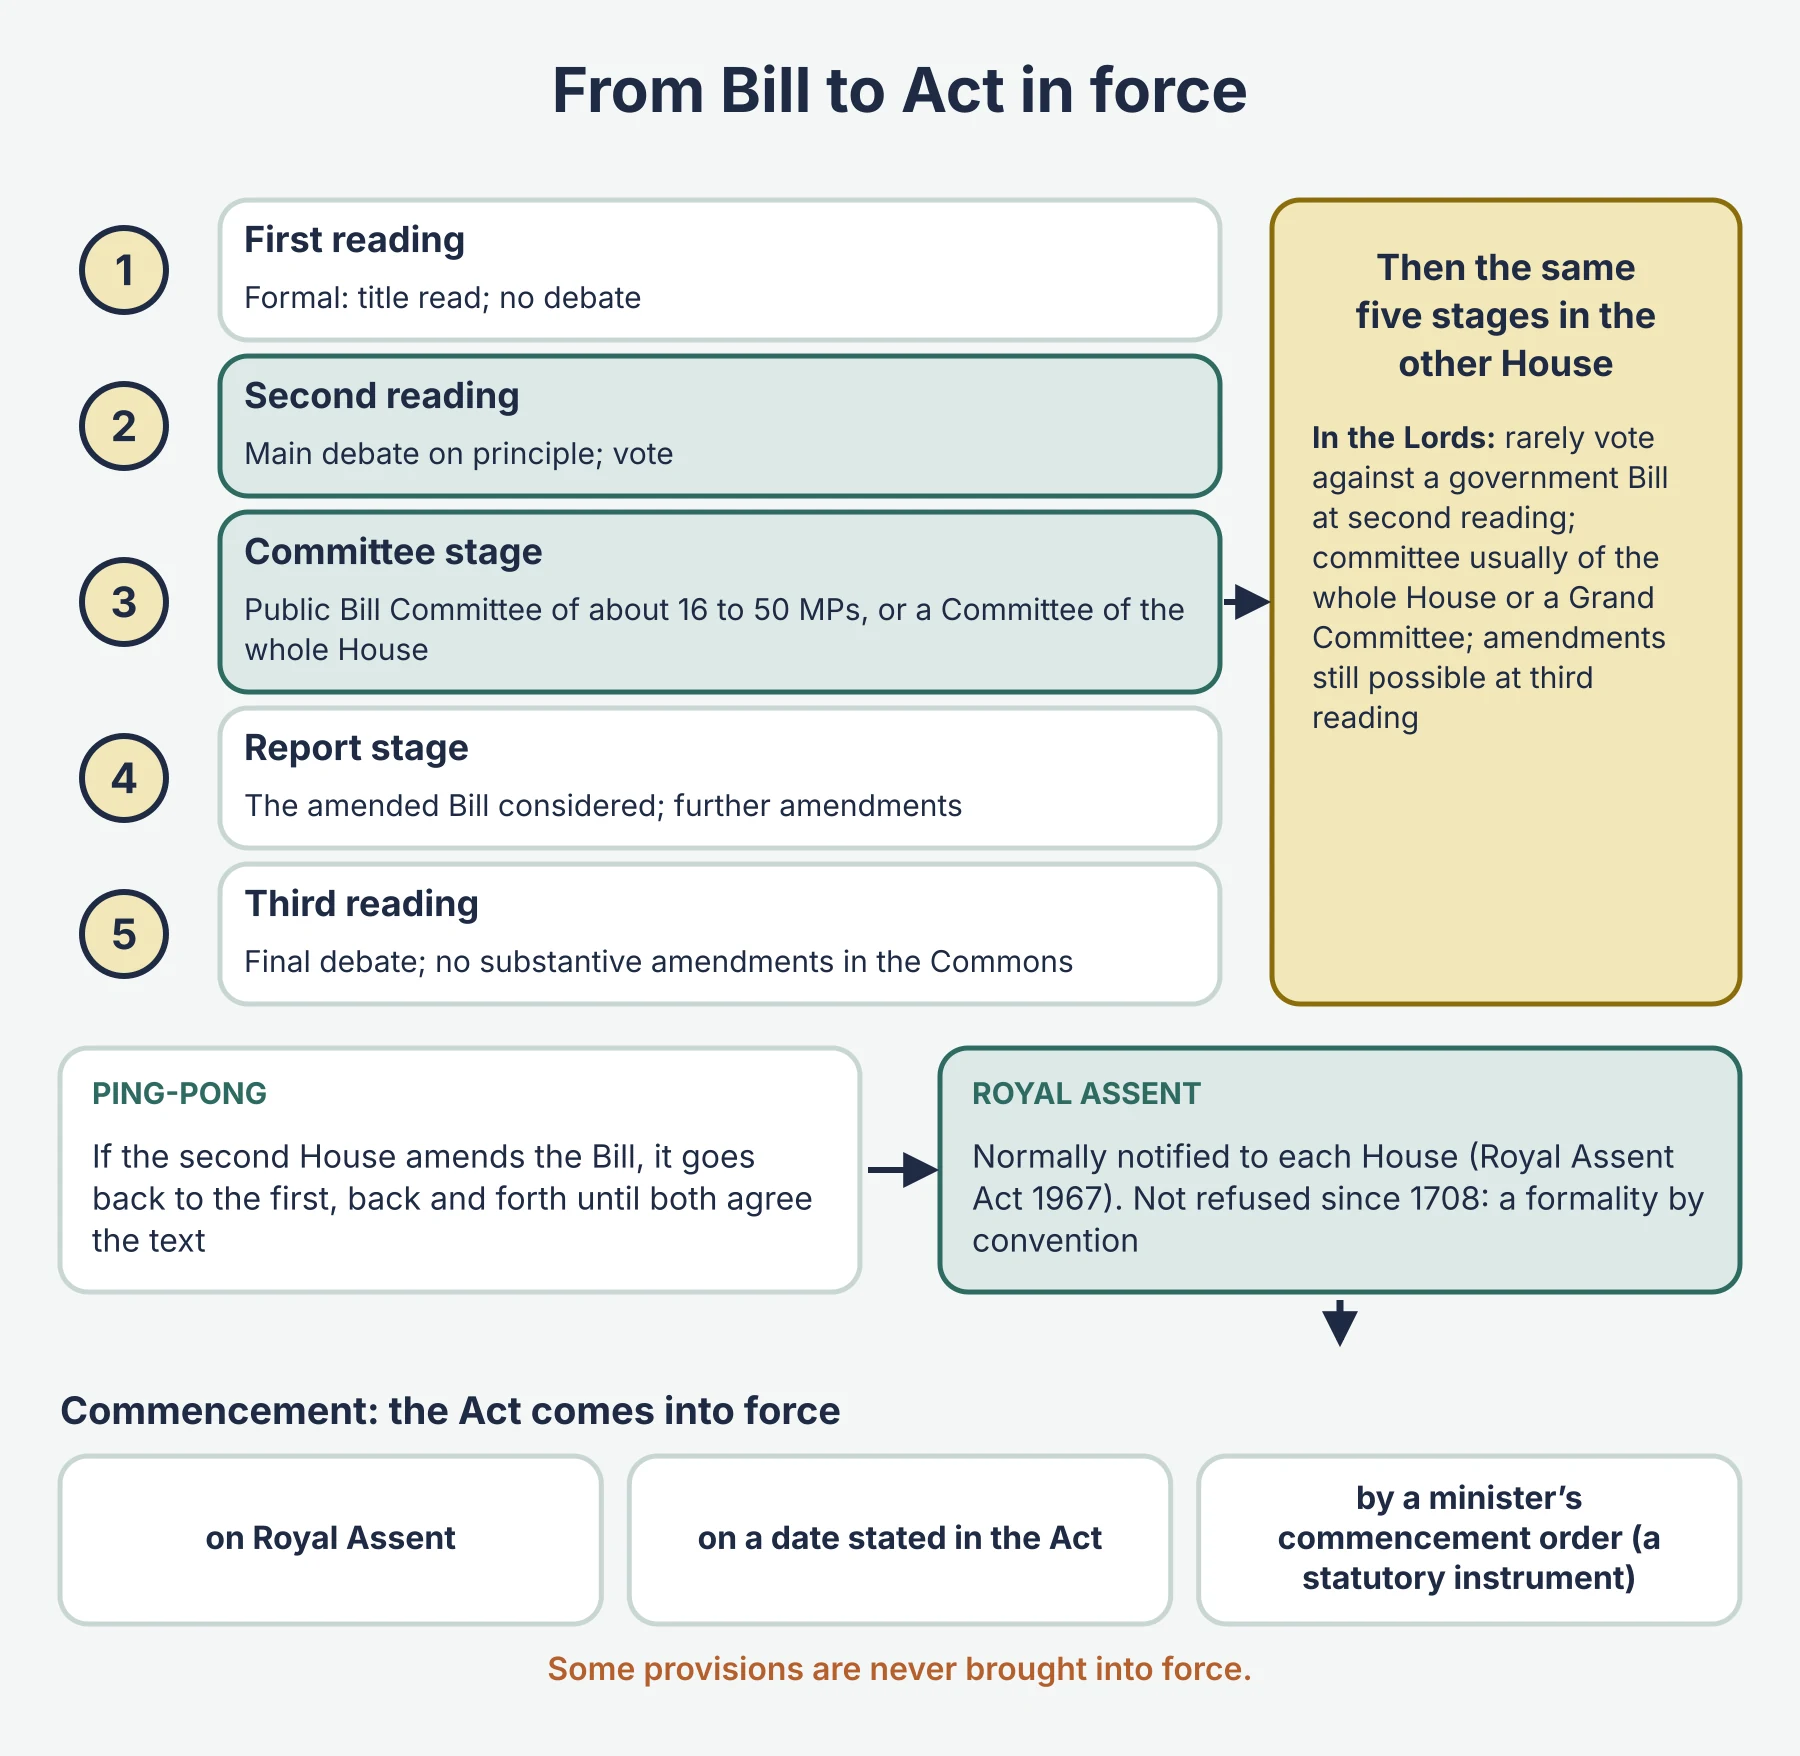 From Bill to Act in force
1
First reading
Formal: title read; no debate
2
Second reading
Main debate on principle; vote
3
Committee stage
Public Bill Committee of about 16 to 50 MPs, or a Committee of the
whole House
4
Report stage
The amended Bill considered; further amendments
5
Third reading
Final debate; no substantive amendments in the Commons
Then the same
five stages in the
other House
In the Lords: rarely vote
against a government Bill
at second reading;
committee usually of the
whole House or a Grand
Committee; amendments
still possible at third
reading
PING-PONG
If the second House amends the Bill, it goes
back to the first, back and forth until both agree
the text
ROYAL ASSENT
Normally notified to each House (Royal Assent
Act 1967). Not refused since 1708: a formality by
convention
Commencement: the Act comes into force
on Royal Assent
on a date stated in the Act
by a minister’s
commencement order (a
statutory instrument)
Some provisions are never brought into force.